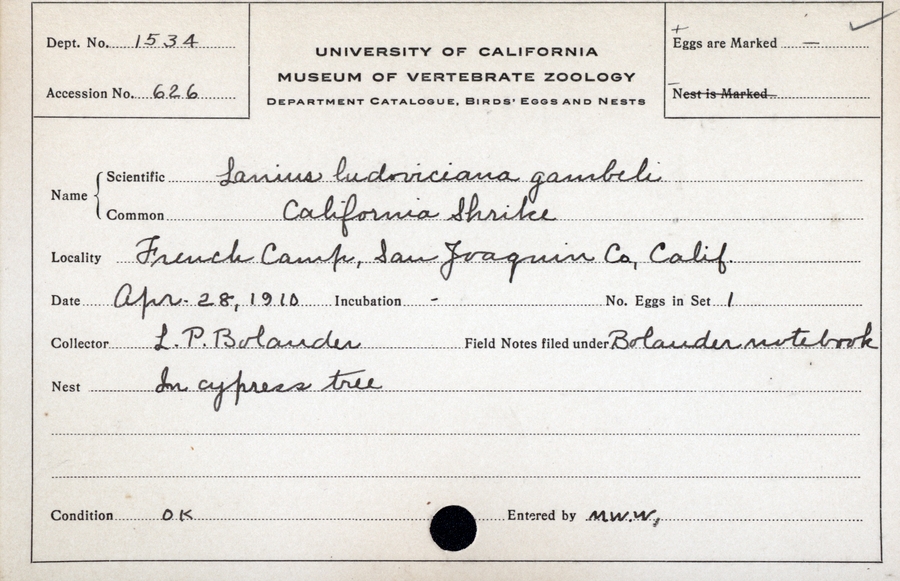 Dept. No. 1534
Accession No. 626
UNIVERSITY OF CALIFORNIA
MUSEUM OF VERTEBRATE ZOOLOGY
DEPARTMENT CATALOGUE, BIRDS' EGGS AND NESTS
+
Eggs are Marked —
Nest is Marked
Name
Scientific Lanius ludoviciana gambeli
Common California Shrike
Locality French Camp, San Joaquin Co, Calif.
Date Apr. 28, 1910 Incubation - No. Eggs in Set 1
Collector L. P. Bolander Field Notes filed under Bolander notebook
Nest In cypress tree
Condition OK Entered by M.W.W.